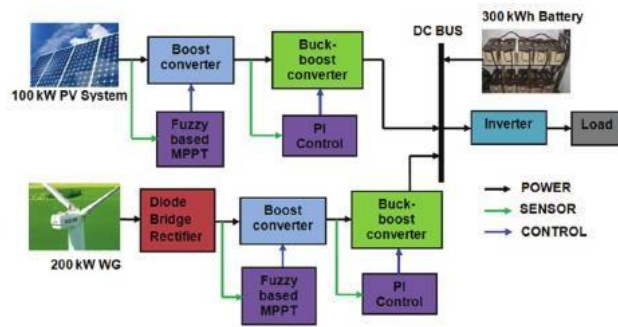 300 kWh Battery
DC BUS
Boost
converter
Buck-
boost
converter
100 kW PV System
Fuzzy
based
MPPT
PI
Control
Inverter
Load
Diode
Bridge
Rectifier
Boost
converter
Buck-boost
converter
200 kW WG
Fuzzy
based
MPPT
PI
Control
POWER
SENSOR
CONTROL